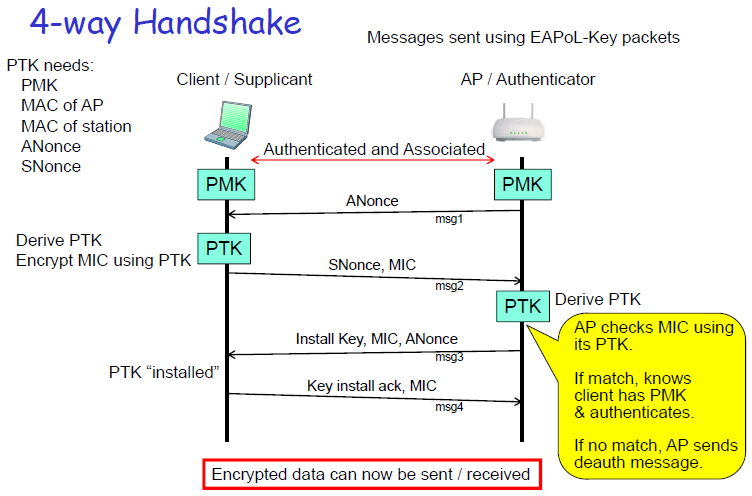 4-way Handshake
Messages sent using EAPoL-Key packets
PTK needs:
PMK
MAC of AP
MAC of station
ANonce
SNonce
Client / Supplicant
AP / Authenticator
Authenticated and Associated
PMK
PMK
ANonce
msg1
Derive PTK
Encrypt MIC using PTK
PTK
SNonce, MIC
msg2
PTK
Derive PTK
AP checks MIC using
its PTK.
If match, knows
client has PMK
& authenticates.
If no match, AP sends
deauth message.
Install Key, MIC, ANonce
msg3
PTK “installed”
Key install ack, MIC
msg4
Encrypted data can now be sent / received